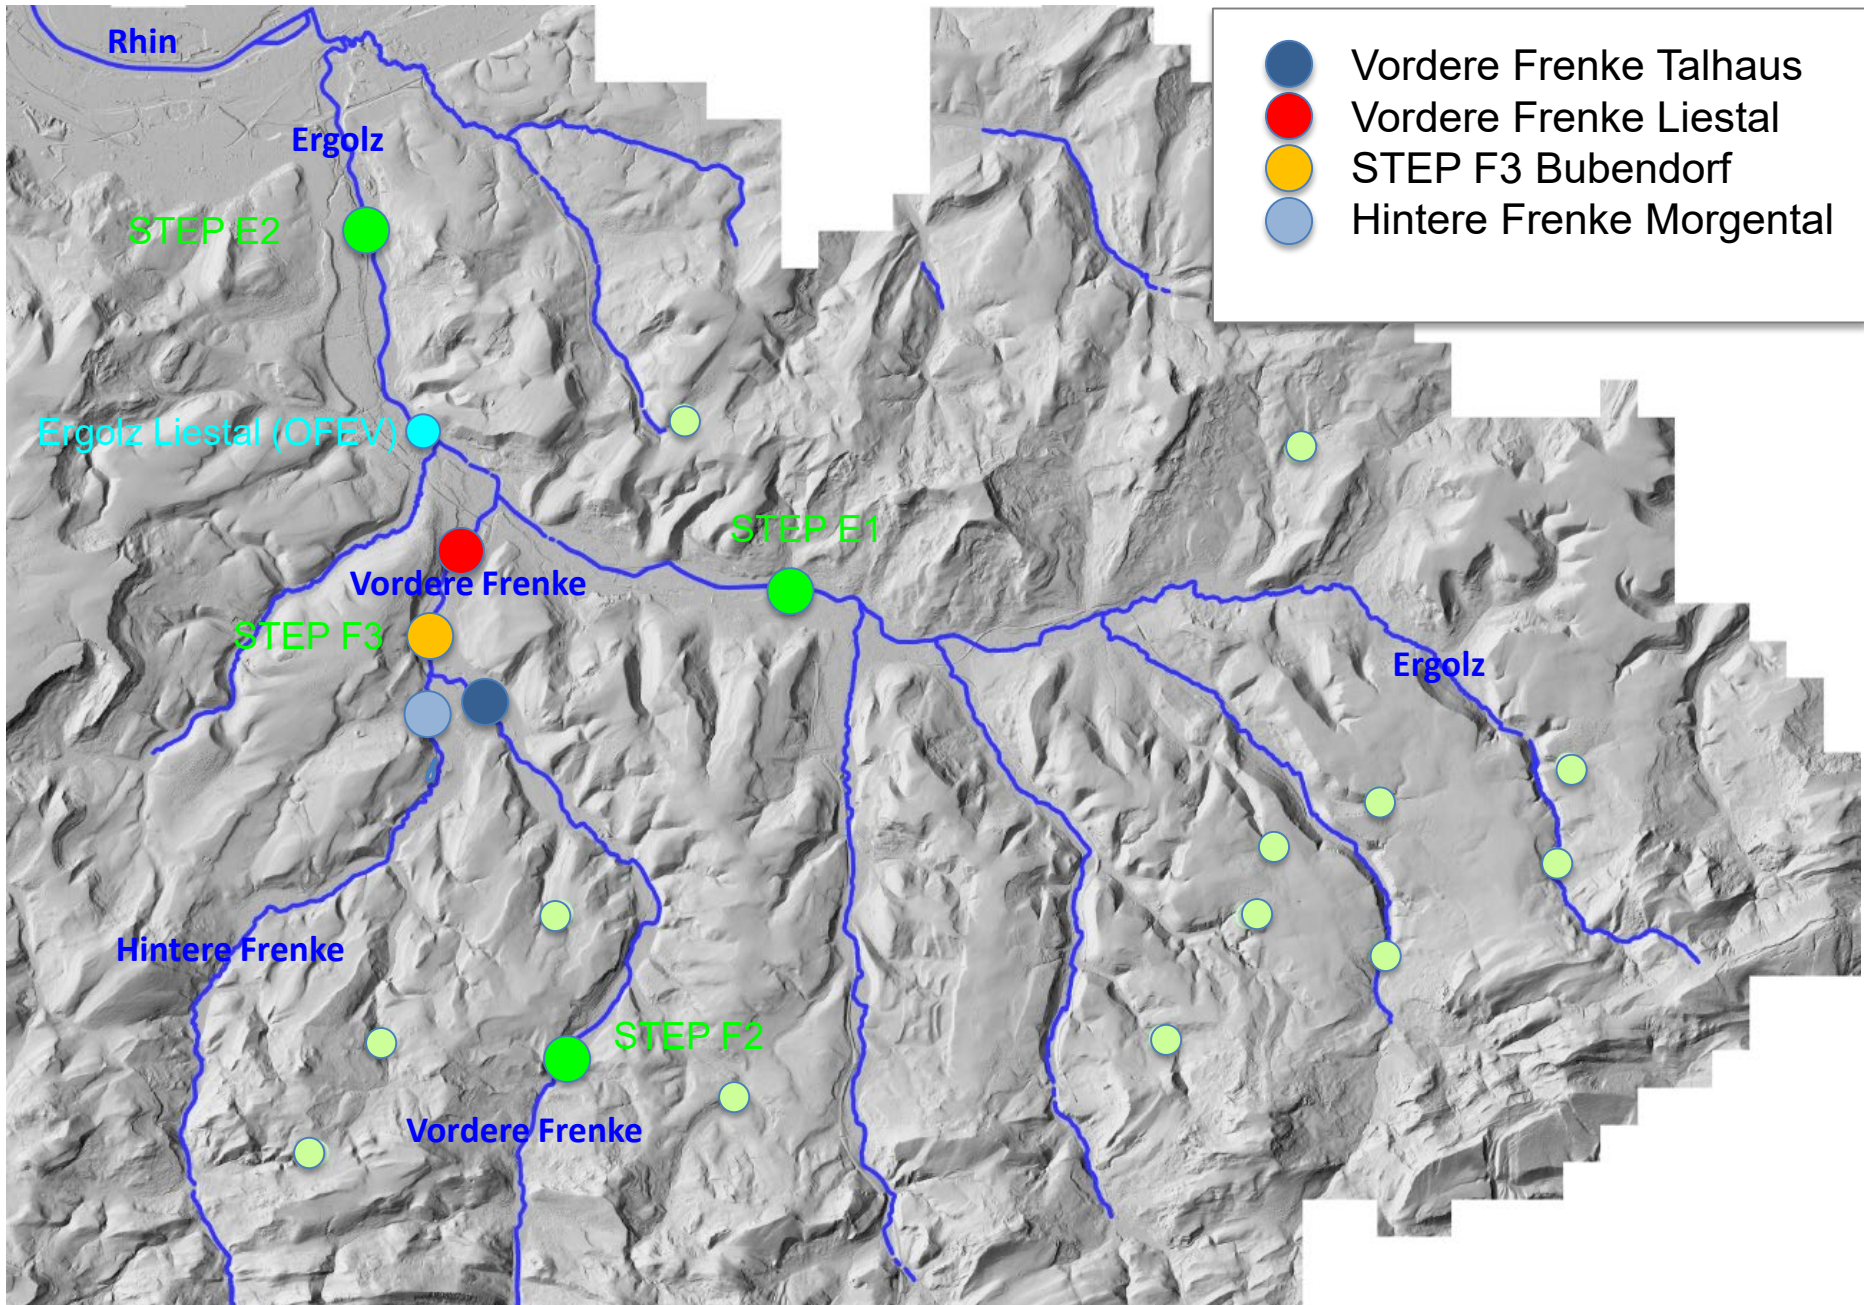 Rhin
Vordere Frenke Talhaus
Vordere Frenke Liestal
STEP F3 Bubendorf
Hintere Frenke Morgental
Ergolz
STEP E2
Ergolz Liestal (OFEV)
STEP E1
Vordere Frenke
STEP F3
Ergolz
Hintere Frenke
STEP F2
Vordere Frenke